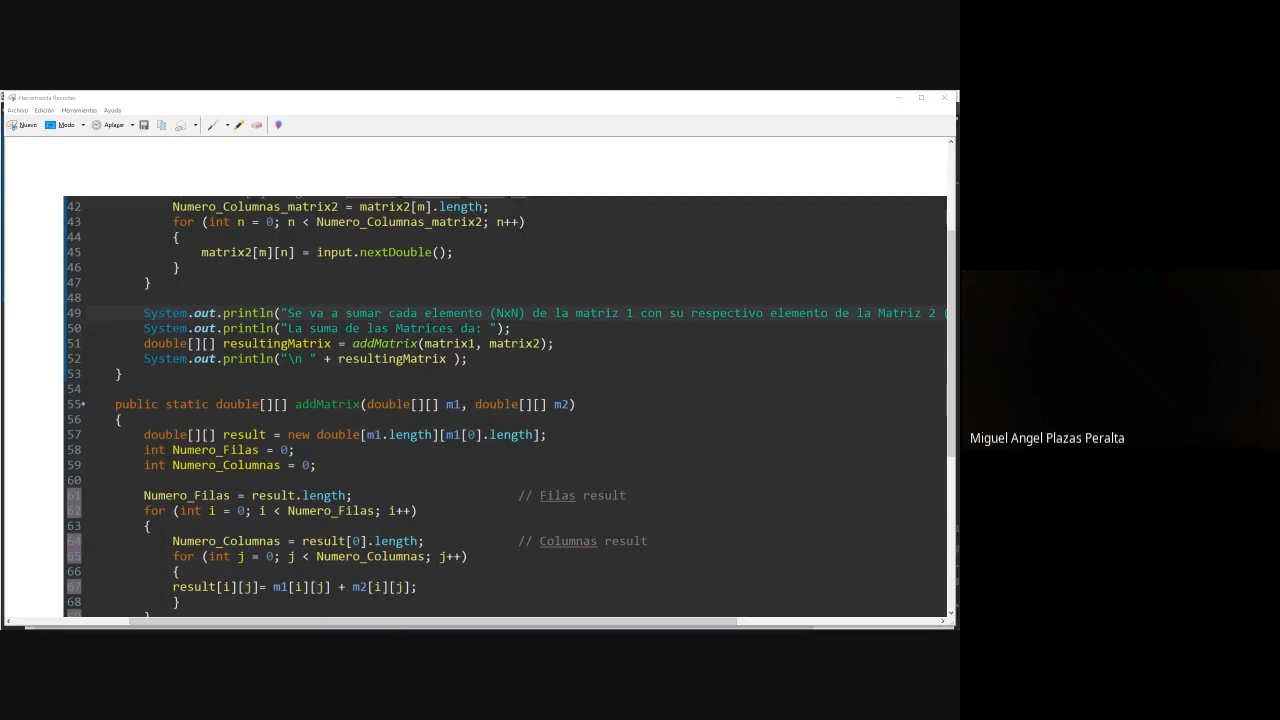 Herramienta Recortes
Archivo Edición Herramientas Ayuda
Nuevo Modo Aplazar
42 Numero_Columnas_matrix2 = matrix2[m].length;
43 for (int n = 0; n < Numero_Columnas_matrix2; n++)
44 {
45 matrix2[m][n] = input.nextDouble();
46 }
47 }
48
49 System.out.println("Se va a sumar cada elemento (NxN) de la matriz 1 con su respectivo elemento de la Matriz 2 (
50 System.out.println("La suma de las Matrices da: ");
51 double[][] resultingMatrix = addMatrix(matrix1, matrix2);
52 System.out.println("\n " + resultingMatrix );
53 }
54
55 public static double[][] addMatrix(double[][] m1, double[][] m2)
56 {
57 double[][] result = new double[m1.length][m1[0].length];
58 int Numero_Filas = 0;
59 int Numero_Columnas = 0;
60
61 Numero_Filas = result.length; // Filas result
62 for (int i = 0; i < Numero_Filas; i++)
63 {
64 Numero_Columnas = result[0].length; // Columnas result
65 for (int j = 0; j < Numero_Columnas; j++)
66 {
67 result[i][j]= m1[i][j] + m2[i][j];
68 }
Miguel Angel Plazas Peralta